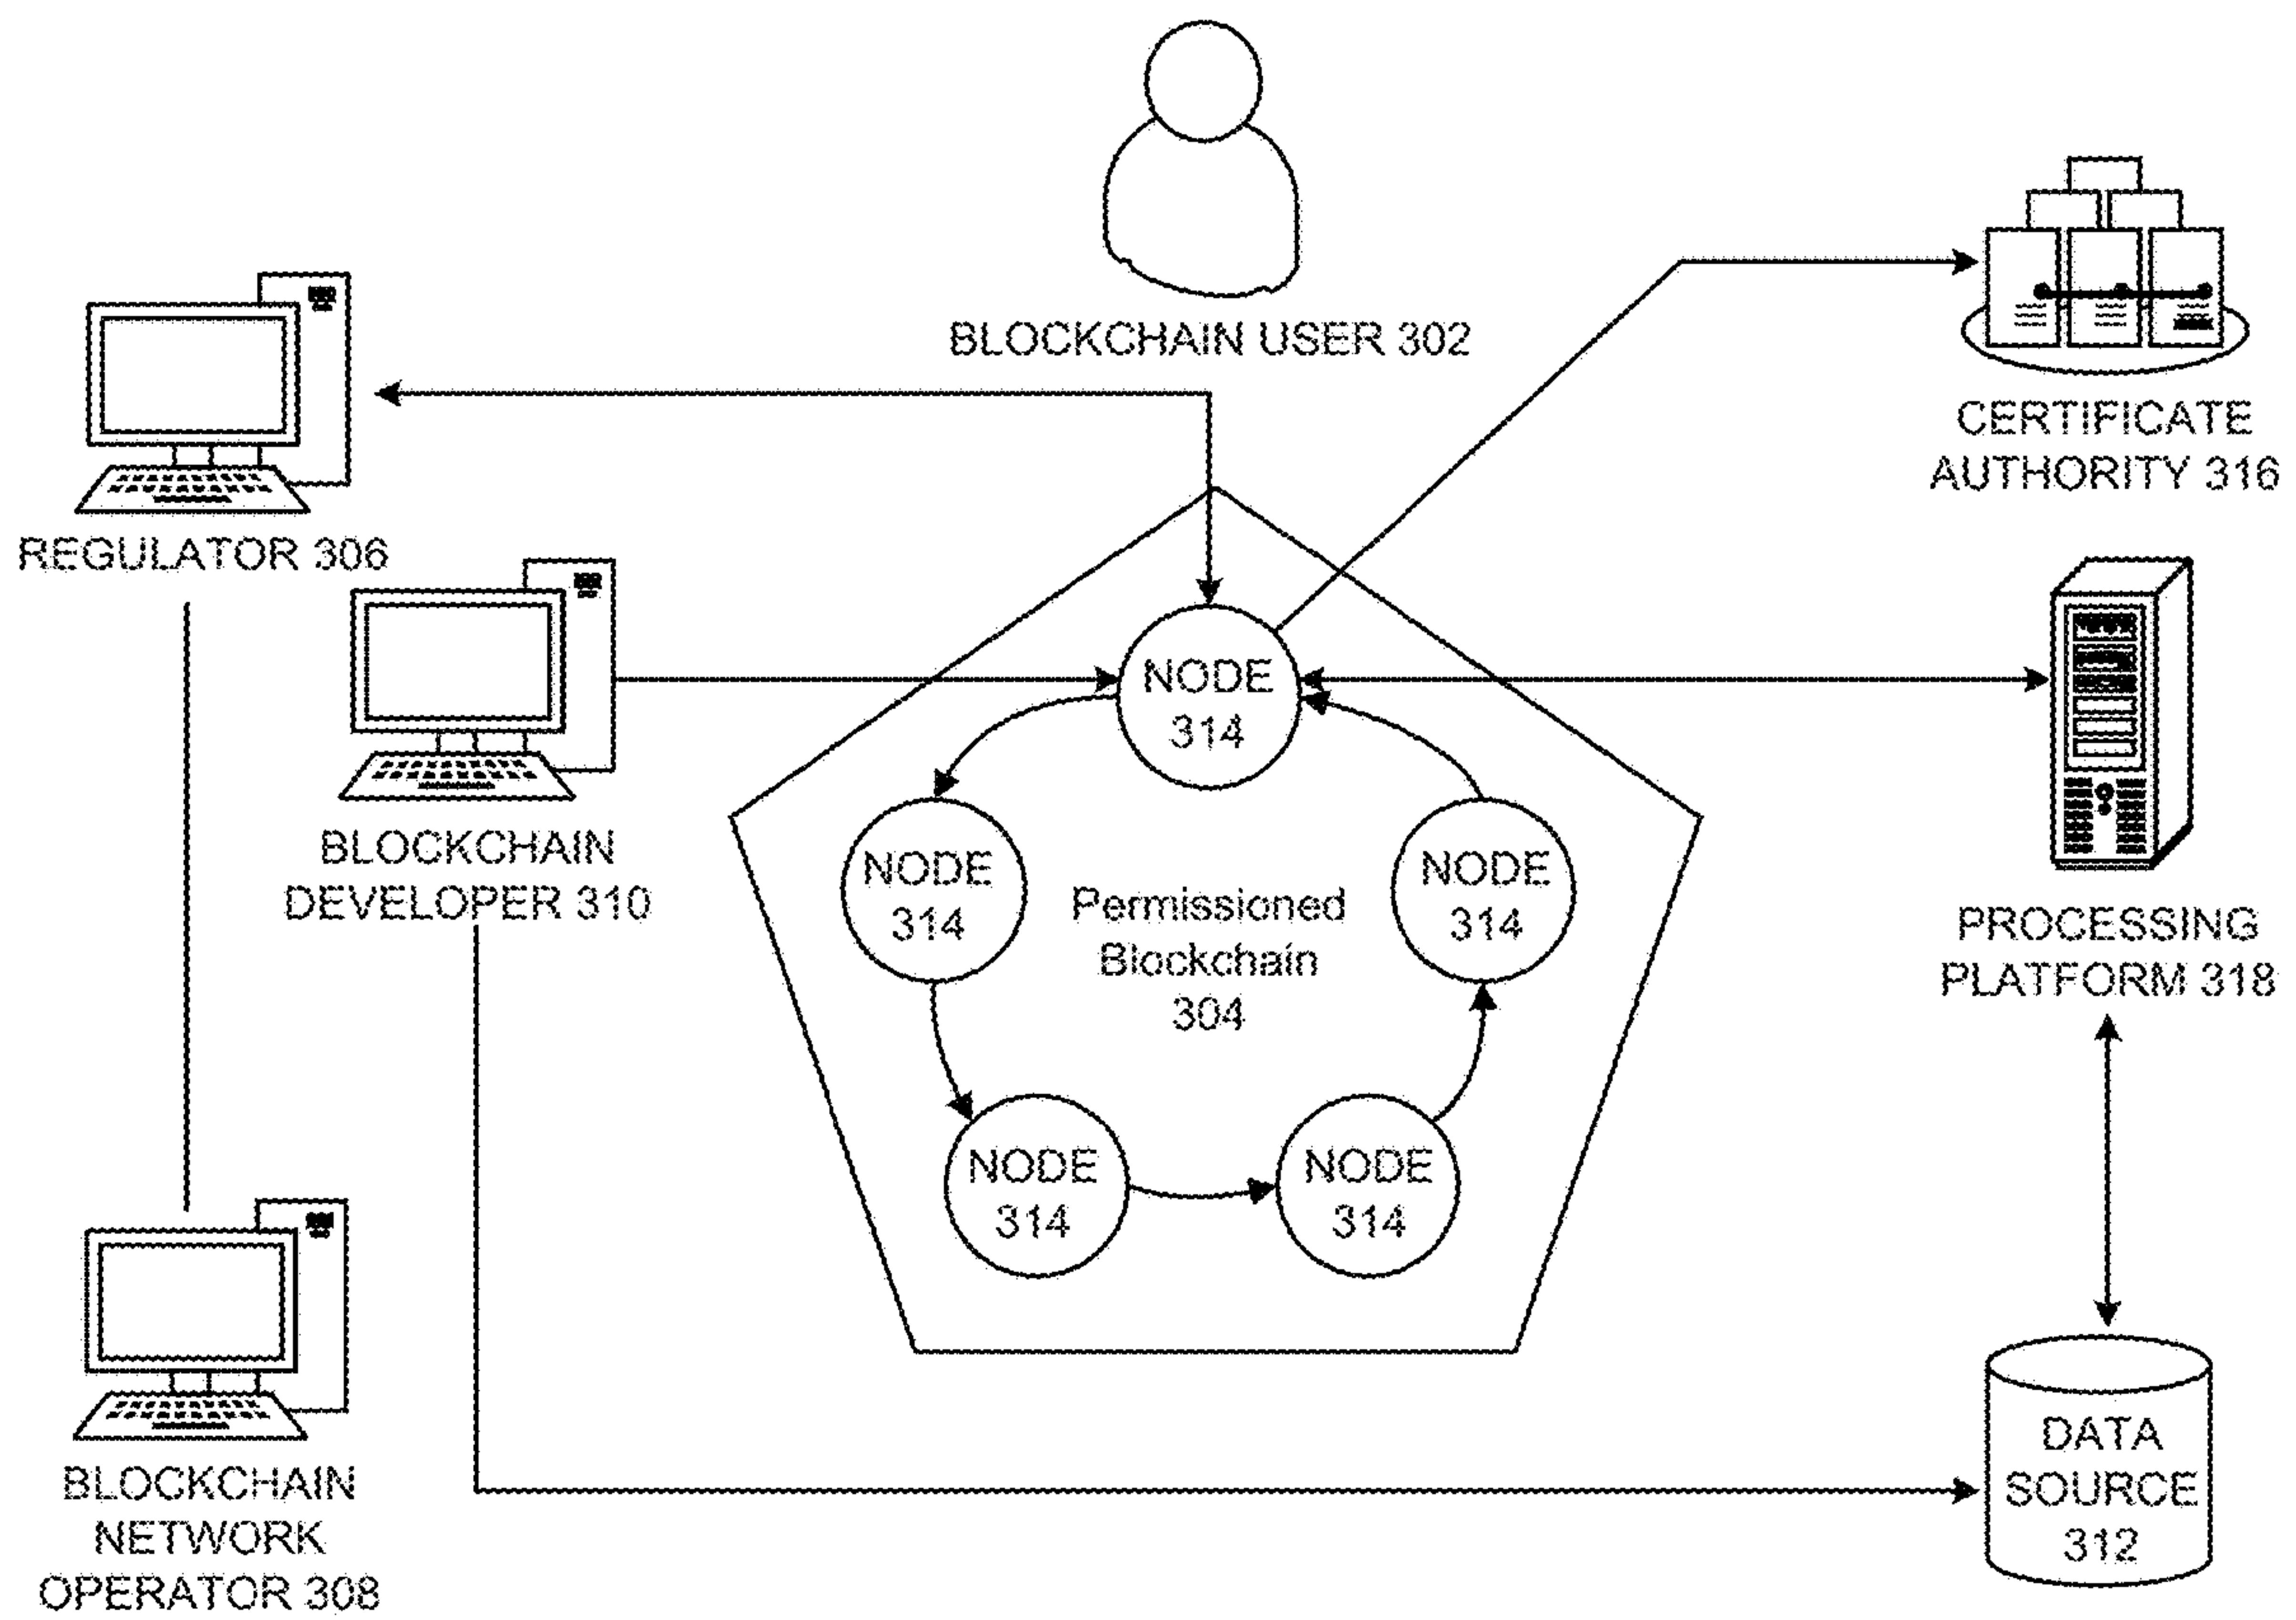 BLOCKCHAIN USER 302
CERTIFICATE
AUTHORITY 316
REGULATOR 306
BLOCKCHAIN
DEVELOPER 310
NODE
314
NODE
314
Permissioned
Blockchain
304
NODE
314
PROCESSING
PLATFORM 318
NODE
314
NODE
314
BLOCKCHAIN
NETWORK
OPERATOR 308
DATA
SOURCE
312